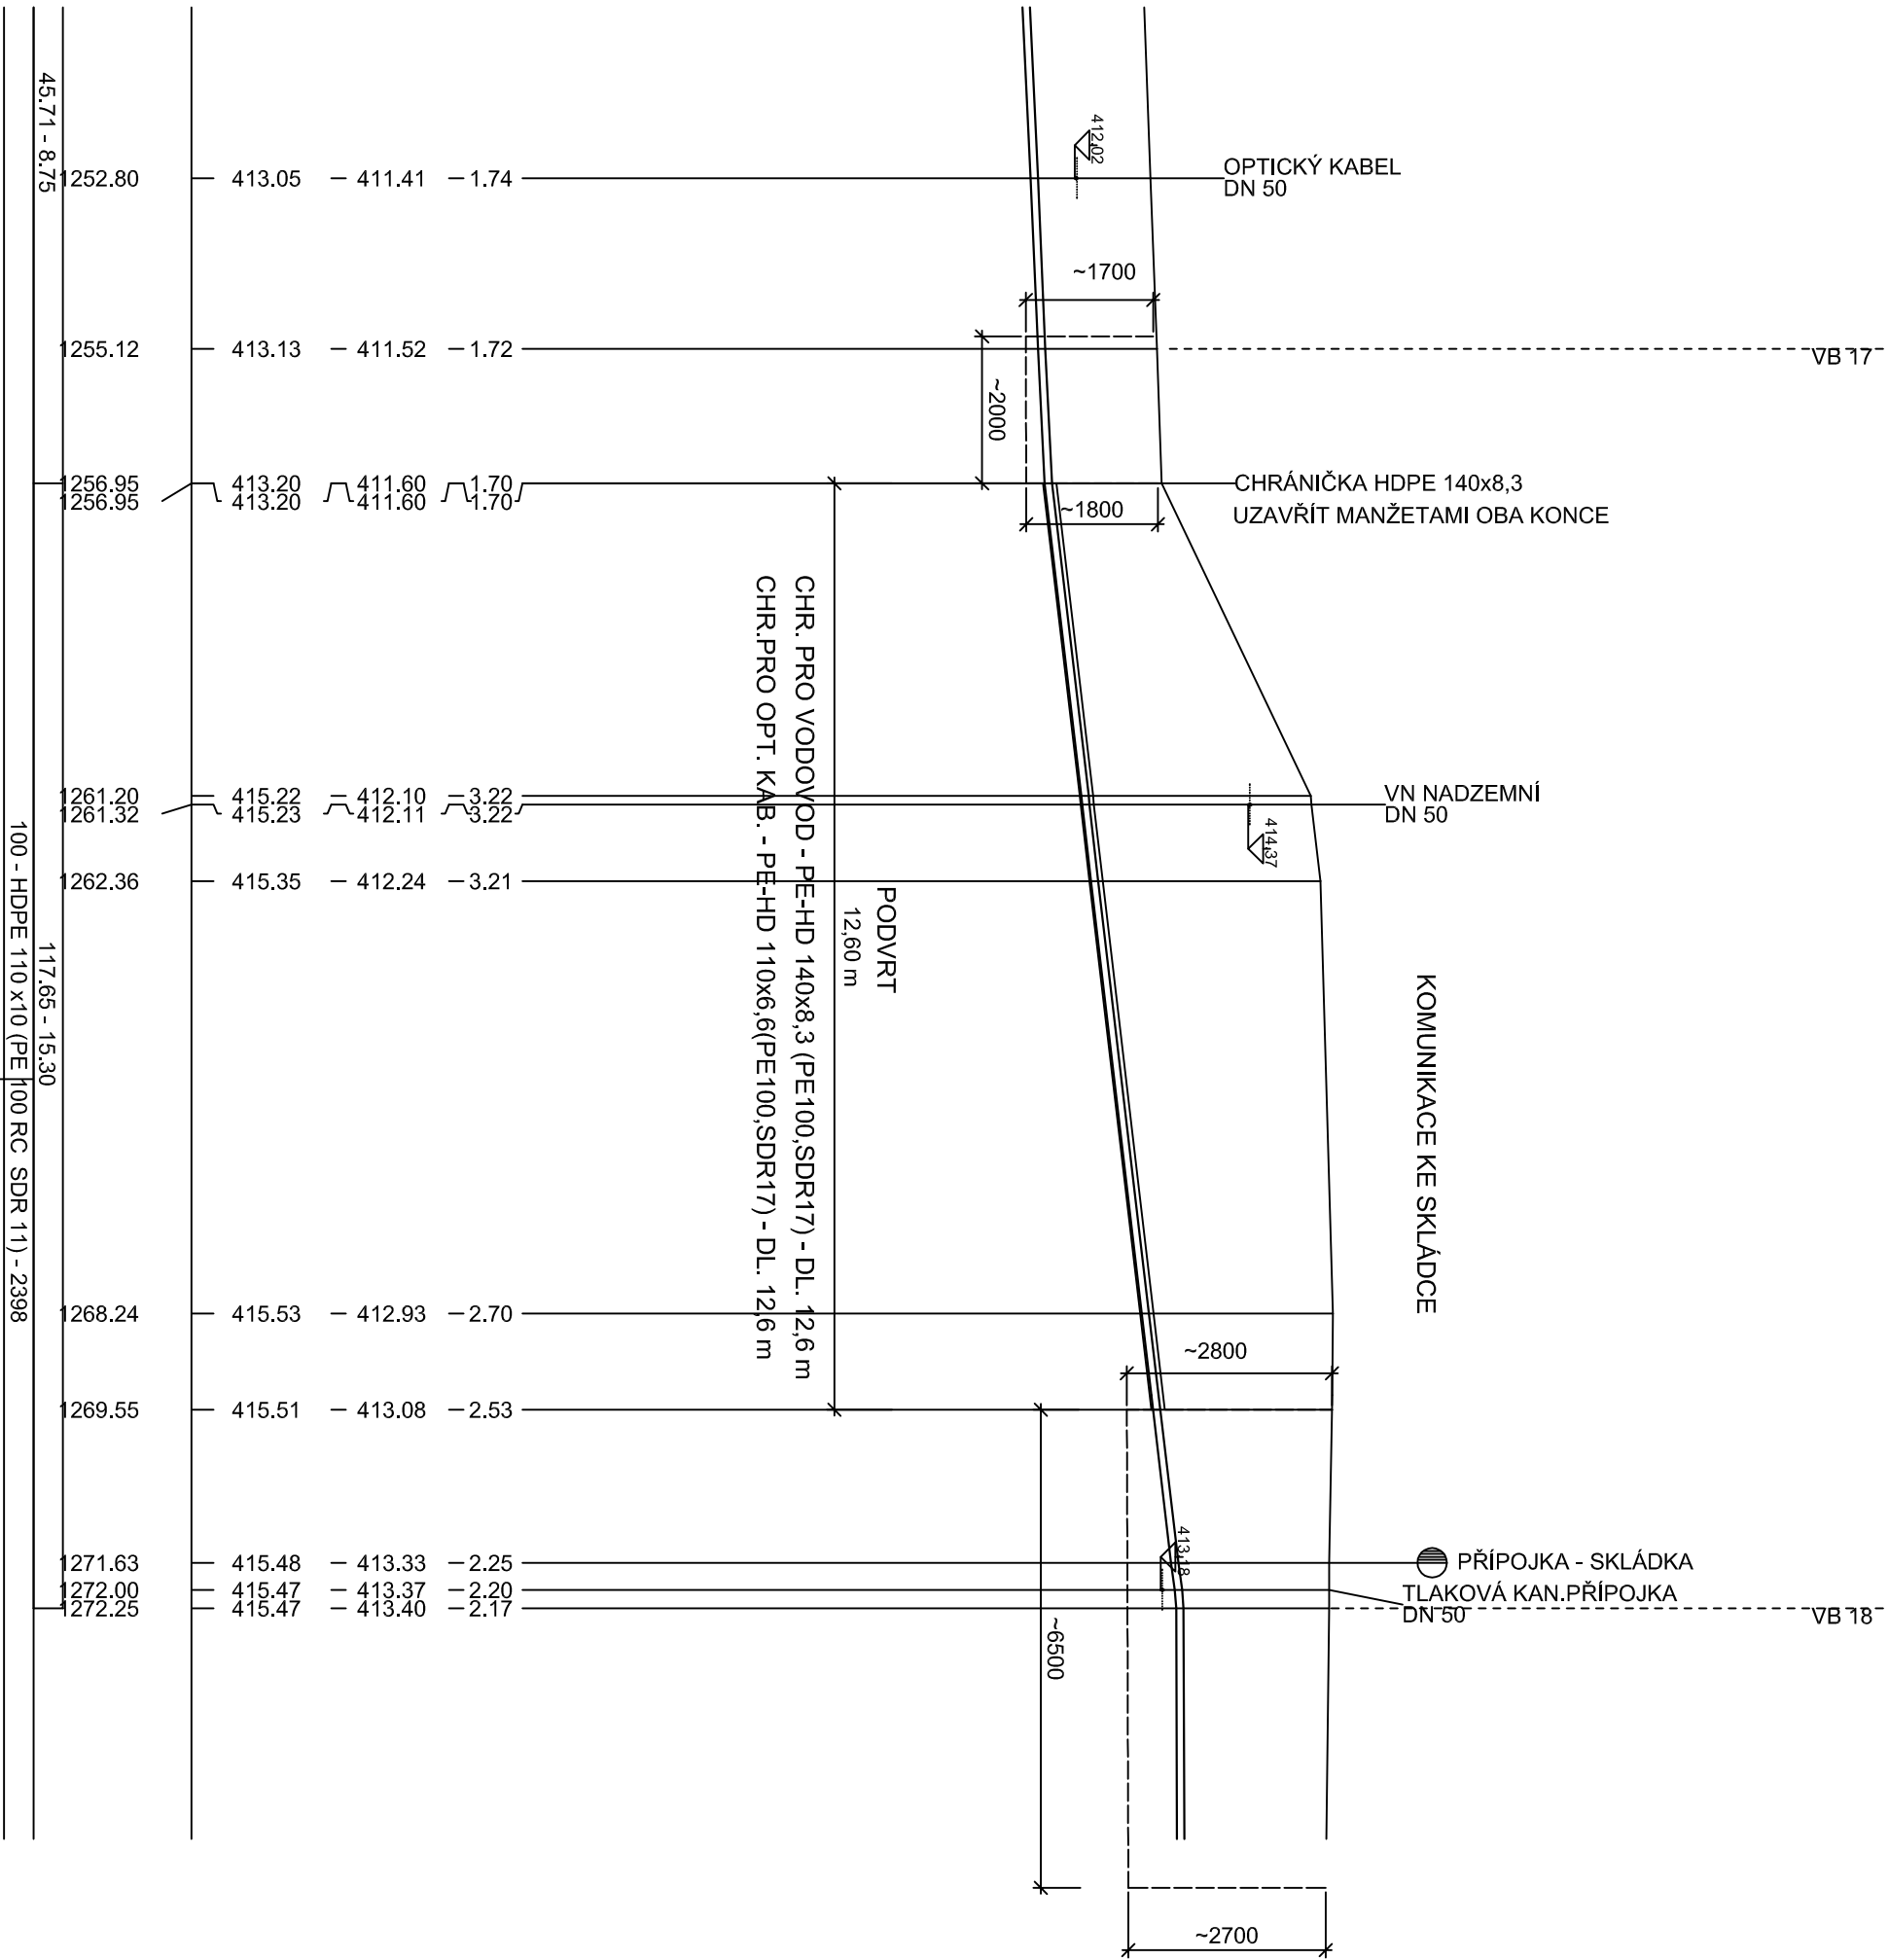 412,02
OPTICKÝ KABEL
DN 50
45.71 - 8.75
1252.80 413.05 411.41 1.74
~1700
1255.12 413.13 411.52 1.72
VB 17
~2000
1256.95 413.20 411.60 1.70
1256.95 413.20 411.60 1.70
CHRÁNIČKA HDPE 140x8,3
UZAVŘÍT MANŽETAMI OBA KONCE
~1800
CHR. PRO VODOVOD - PE-HD 140x8,3 (PE100,SDR17) - DL. 12,6 m
CHR.PRO OPT. KAB. - PE-HD 110x6,6(PE100,SDR17) - DL. 12,6 m
1261.20 415.22 412.10 3.22
1261.32 415.23 412.11 3.22
VN NADZEMNÍ
DN 50
414,37
1262.36 415.35 412.24 3.21
PODVRT
12,60 m
KOMUNIKACE KE SKLÁDCE
117.65 - 15.30
100 - HDPE 110 x10 (PE 100 RC SDR 11) - 2398
1268.24 415.53 412.93 2.70
~2800
1269.55 415.51 413.08 2.53
413,18
1271.63 415.48 413.33 2.25
PŘÍPOJKA - SKLÁDKA
1272.00 415.47 413.37 2.20
TLAKOVÁ KAN.PŘÍPOJKA
DN 50
1272.25 415.47 413.40 2.17
VB 18
~6500
~2700